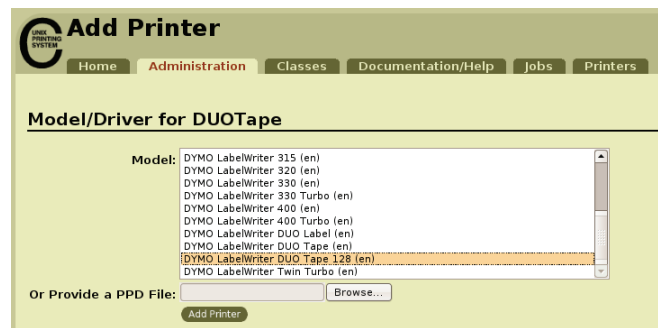 UNIX
PRINTING
SYSTEM
Add Printer
Home Administration Classes Documentation/Help Jobs Printers
Model/Driver for DUOTape
Model:
DYMO LabelWriter 315 (en)
DYMO LabelWriter 320 (en)
DYMO LabelWriter 330 (en)
DYMO LabelWriter 330 Turbo (en)
DYMO LabelWriter 400 (en)
DYMO LabelWriter 400 Turbo (en)
DYMO LabelWriter DUO Label (en)
DYMO LabelWriter DUO Tape (en)
DYMO LabelWriter DUO Tape 128 (en)
DYMO LabelWriter Twin Turbo (en)
Or Provide a PPD File: Browse...
Add Printer